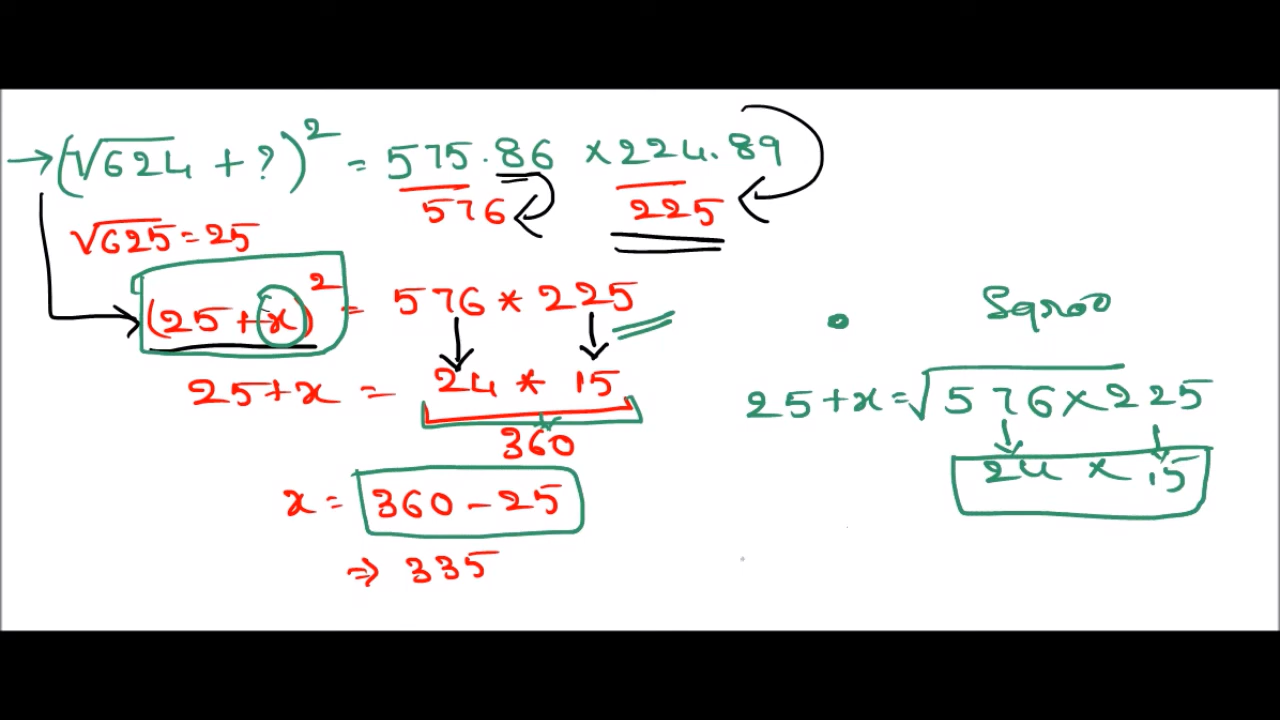 → (√624 + ?)² = 575.86 × 224.89
576 225
√625 = 25
(25 + x)² = 576 * 225
25 + x = 24 * 15
360
x = 360 - 25
⇒ 335
Sqroo
25 + x = √576 × 225
24 × 15